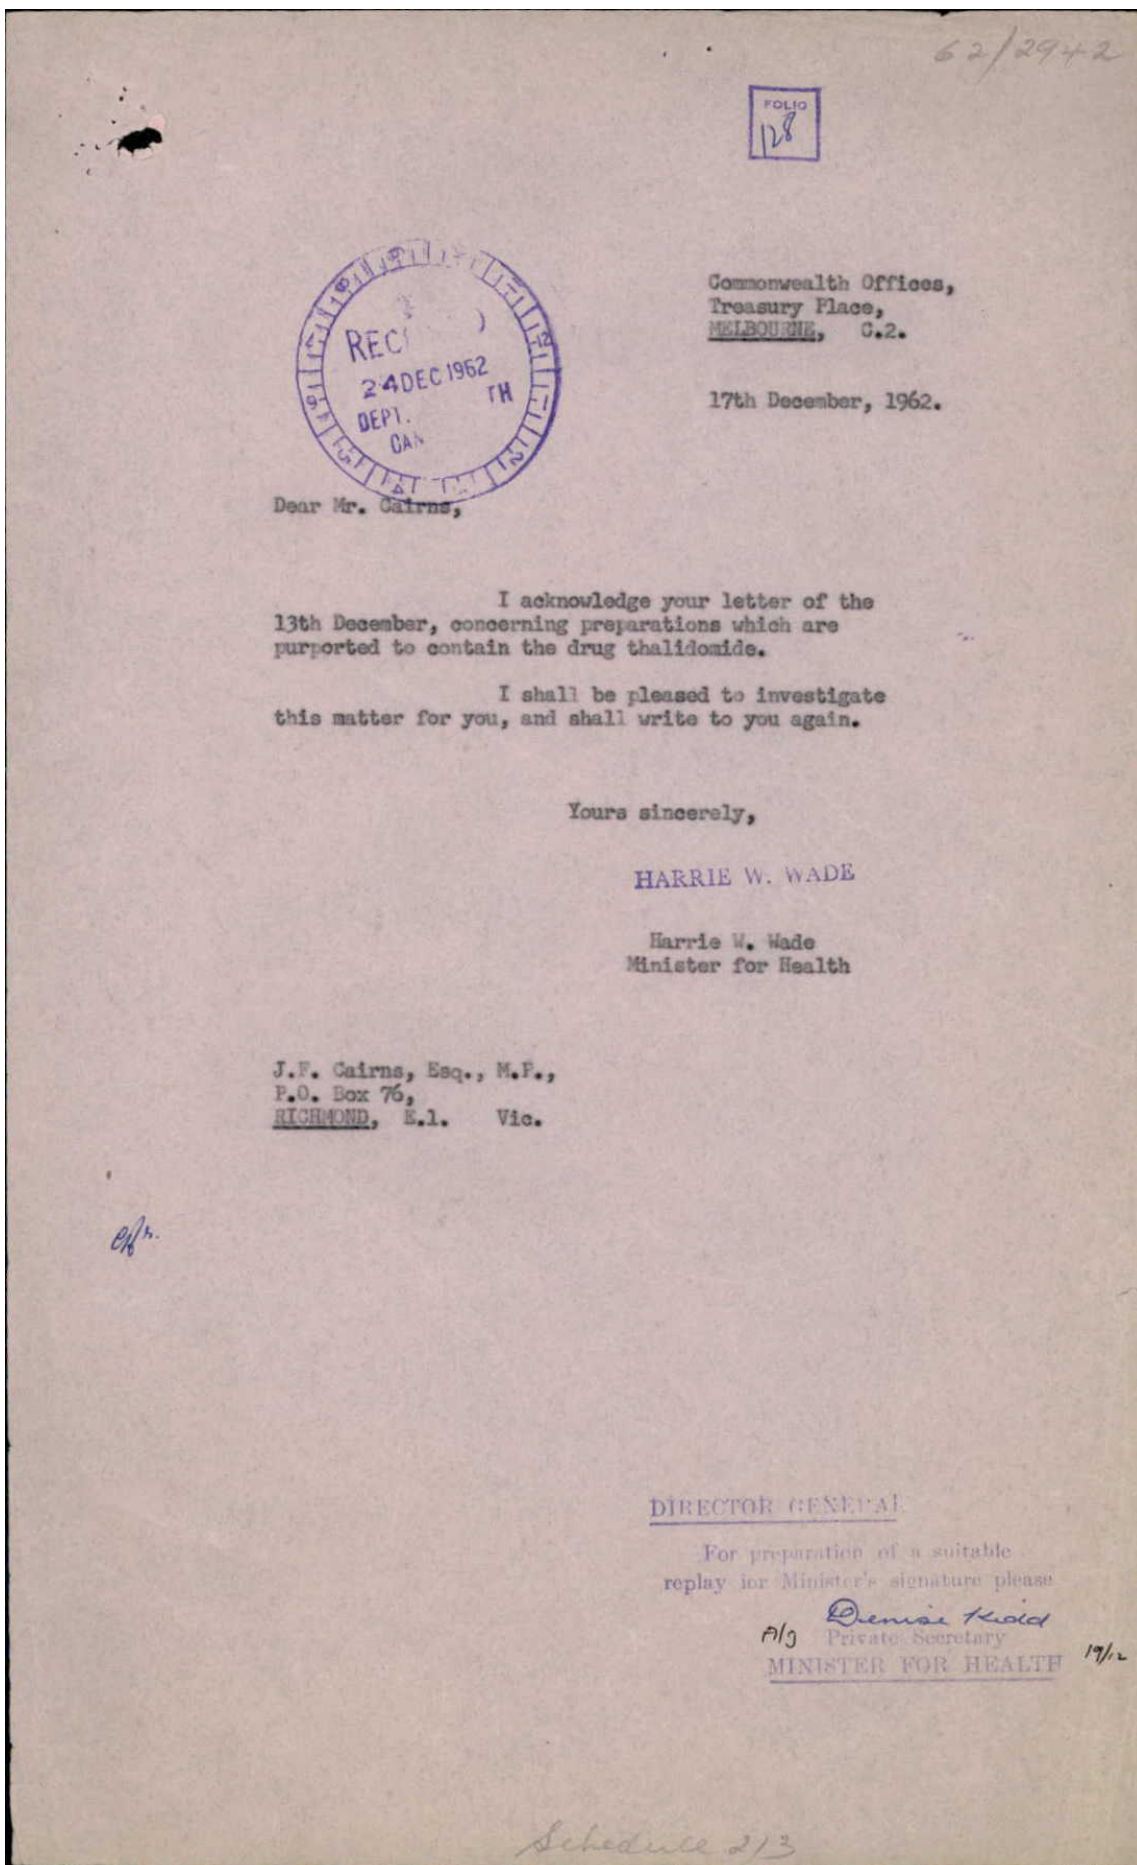 62/2942
FOLIO
128
Commonwealth Offices,
Treasury Place,
MELBOURNE, C.2.
17th December, 1962.
REC
24 DEC 1962
TH
DEPT.
CAN
Dear Mr. Cairns,
I acknowledge your letter of the
13th December, concerning preparations which are
purported to contain the drug thalidomide.
I shall be pleased to investigate
this matter for you, and shall write to you again.
Yours sincerely,
HARRIE W. WADE
Harrie W. Wade
Minister for Health
J.F. Cairns, Esq., M.P.,
P.O. Box 76,
RICHMOND, E.1. Vic.
DIRECTOR GENERAL
For preparation of a suitable
replay for Minister's signature please
Denise Kidd
A/g Private Secretary
MINISTER FOR HEALTH 19/12
Schedule 213